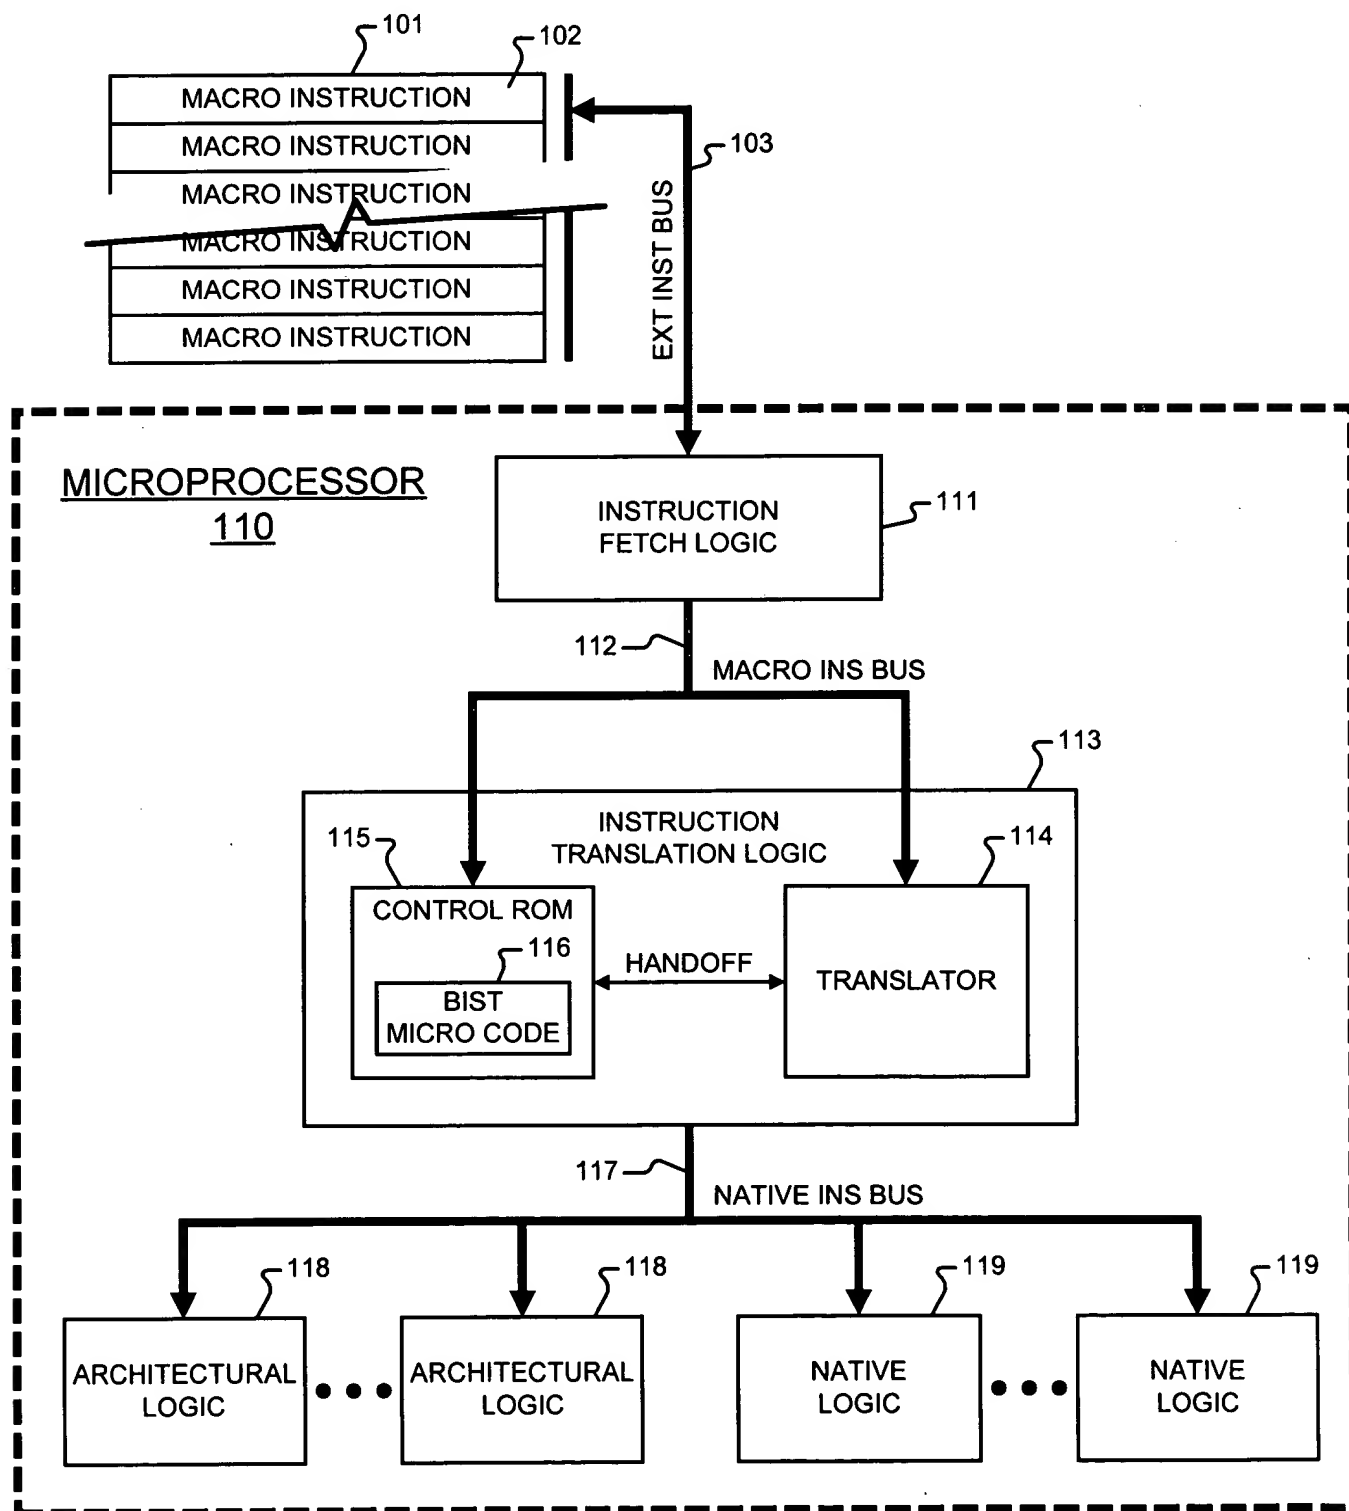 101
102
MACRO INSTRUCTION
MACRO INSTRUCTION
103
MACRO INSTRUCTION
MACRO INSTRUCTION
MACRO INSTRUCTION
MACRO INSTRUCTION
EXT INST BUS
MICROPROCESSOR
110
INSTRUCTION
FETCH LOGIC
111
112
MACRO INS BUS
113
INSTRUCTION
TRANSLATION LOGIC
115
114
CONTROL ROM
116
BIST
MICRO CODE
HANDOFF
TRANSLATOR
117
NATIVE INS BUS
118
118
119
119
ARCHITECTURAL
LOGIC
ARCHITECTURAL
LOGIC
NATIVE
LOGIC
NATIVE
LOGIC